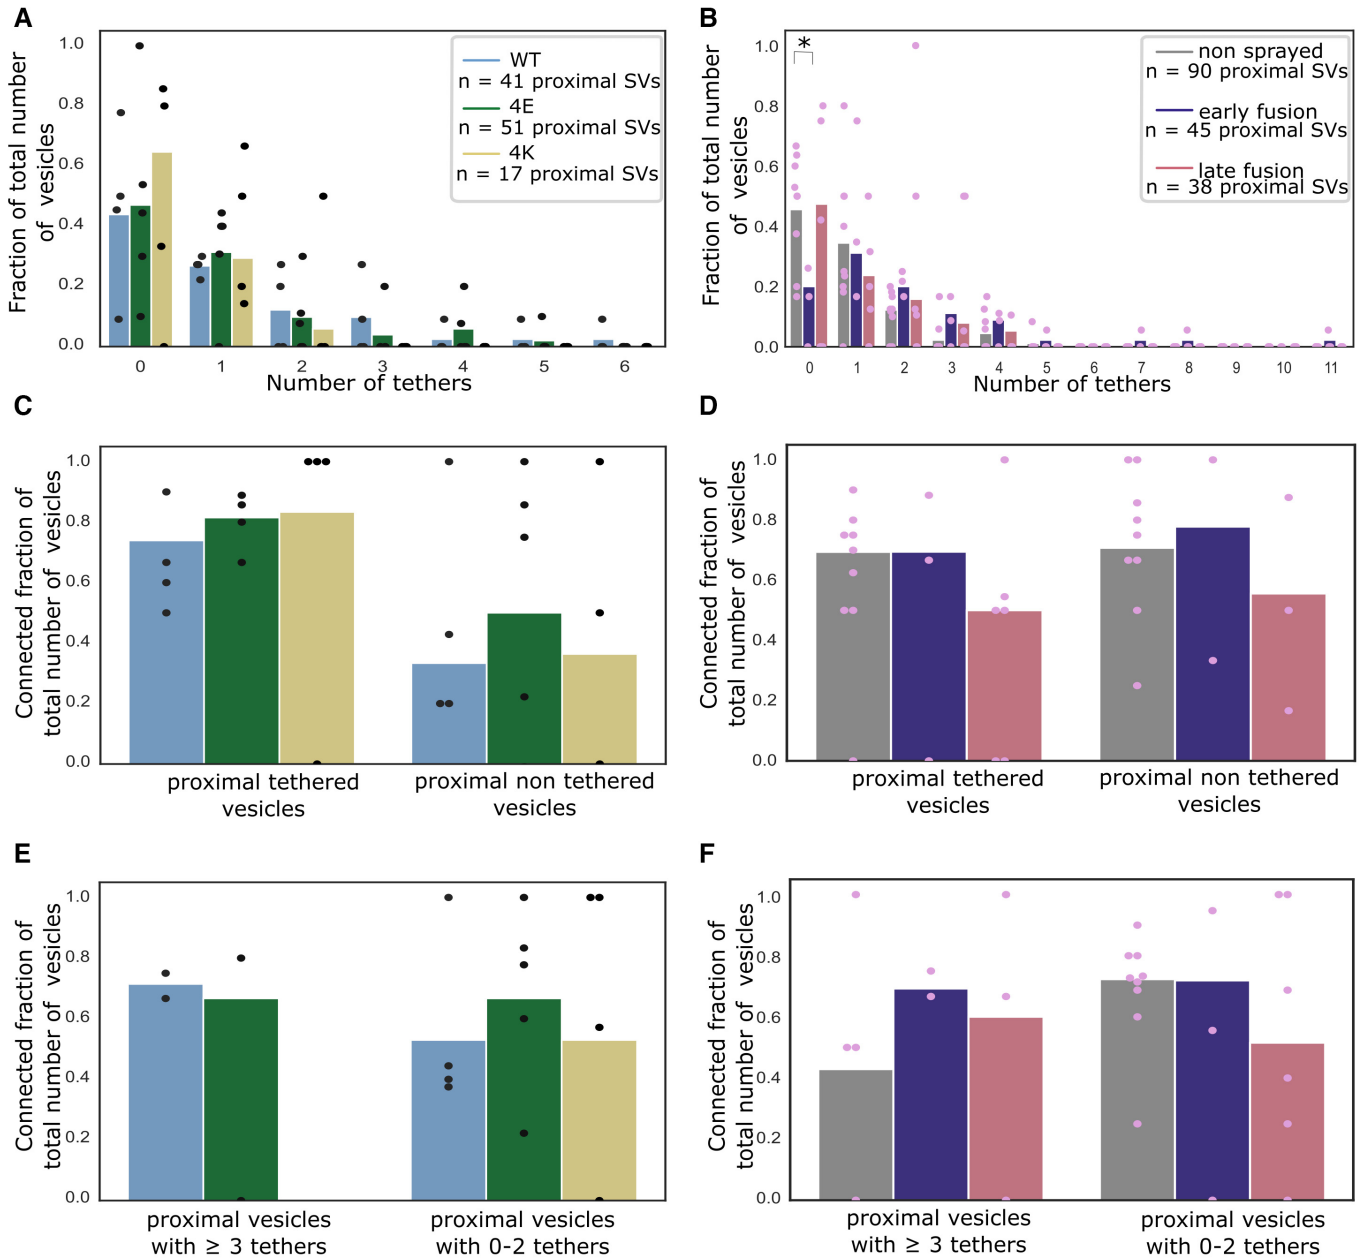 A
Fraction of total number
of vesicles
1.0
0.8
0.6
0.4
0.2
0.0
WT
n = 41 proximal SVs
4E
n = 51 proximal SVs
4K
n = 17 proximal SVs
0 1 2 3 4 5 6
Number of tethers
B
Fraction of total number
of vesicles
1.0
0.8
0.6
0.4
0.2
0.0
*
non sprayed
n = 90 proximal SVs
early fusion
n = 45 proximal SVs
late fusion
n = 38 proximal SVs
0 1 2 3 4 5 6 7 8 9 10 11
Number of tethers
C
Connected fraction of
total number of vesicles
1.0
0.8
0.6
0.4
0.2
0.0
proximal tethered
vesicles
proximal non tethered
vesicles
D
Connected fraction of
total number of vesicles
1.0
0.8
0.6
0.4
0.2
0.0
proximal tethered
vesicles
proximal non tethered
vesicles
E
Connected fraction of
total number of vesicles
1.0
0.8
0.6
0.4
0.2
0.0
proximal vesicles
with ≥ 3 tethers
proximal vesicles
with 0-2 tethers
F
Connected fraction of
total number of vesicles
1.0
0.8
0.6
0.4
0.2
0.0
proximal vesicles
with ≥ 3 tethers
proximal vesicles
with 0-2 tethers